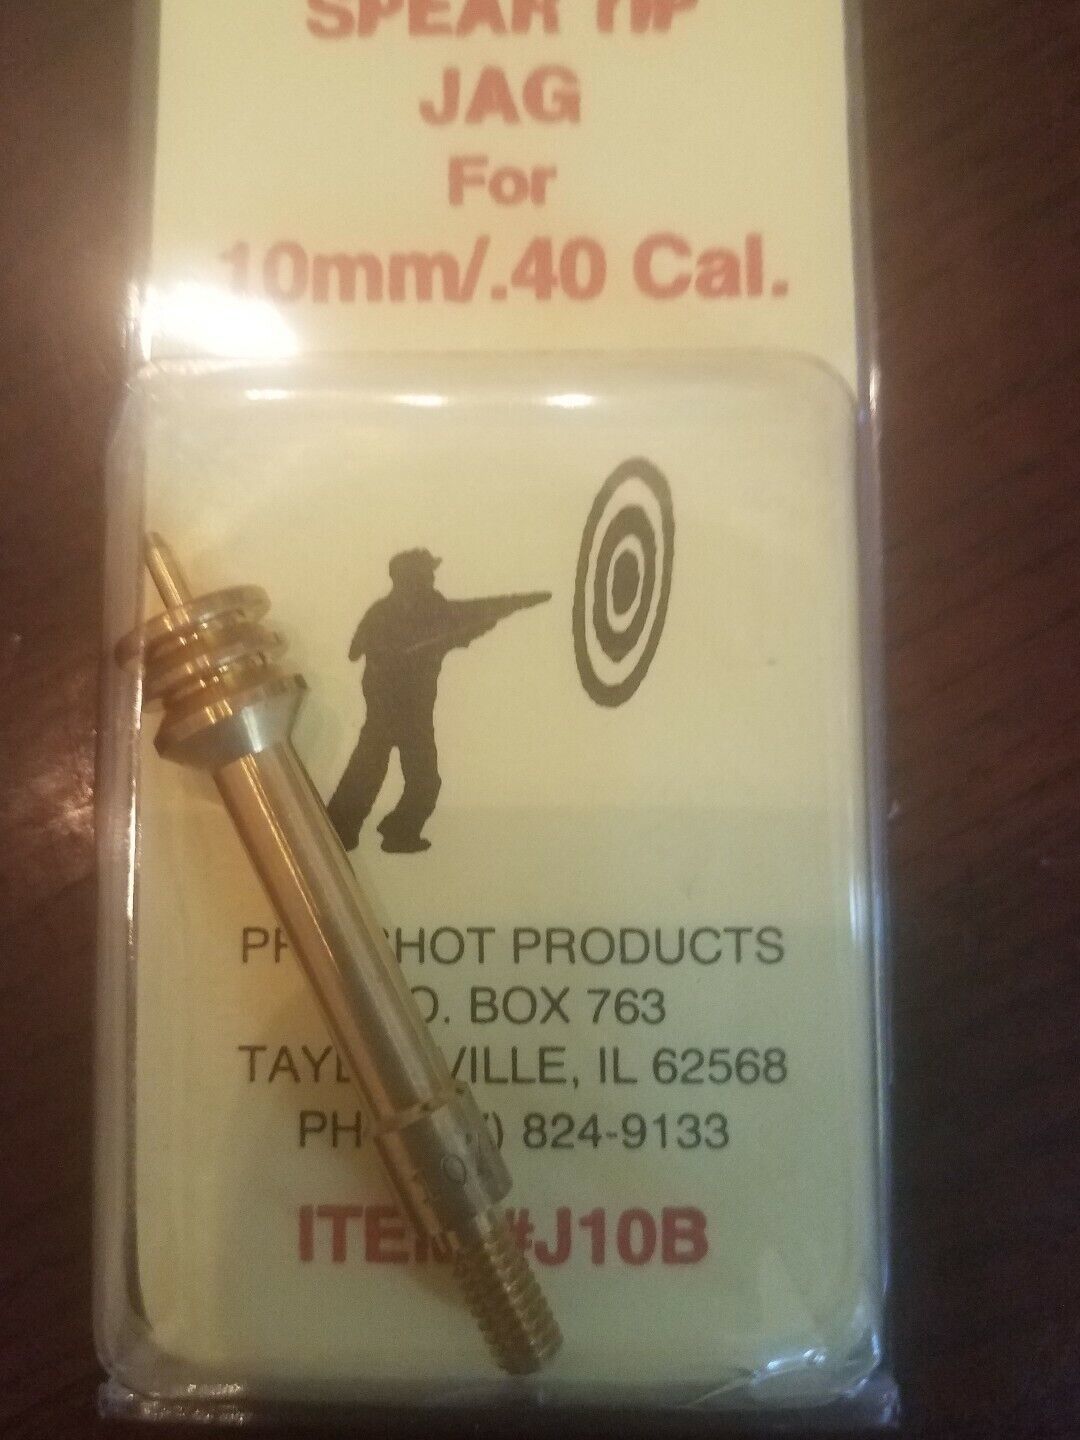 SPEAR TIP
JAG
For
10mm/.40 Cal.
PRODUCTS
BOX 763
IL 62568
824-9133
#J10B